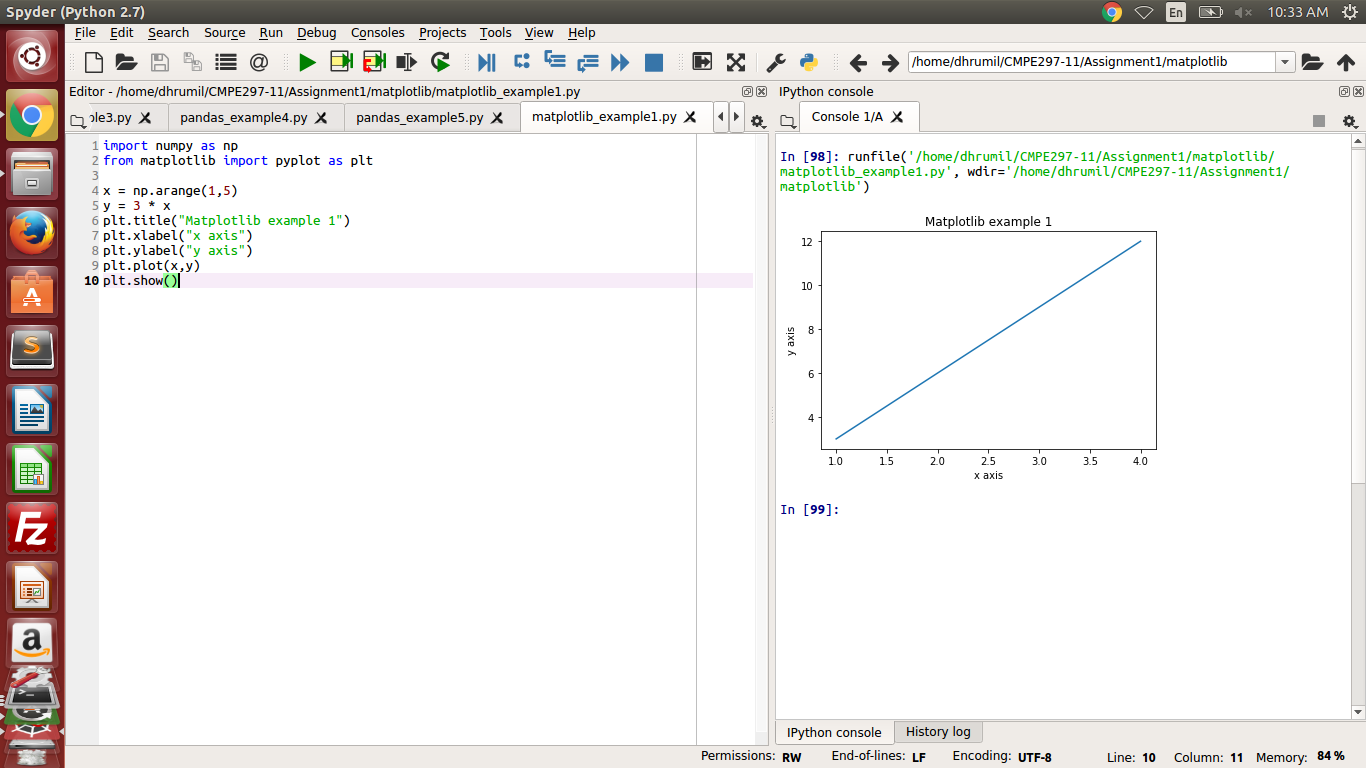 Spyder (Python 2.7)
En
10:33 AM
File Edit Search Source Run Debug Consoles Projects Tools View Help
@
/home/dhrumil/CMPE297-11/Assignment1/matplotlib
Editor - /home/dhrumil/CMPE297-11/Assignment1/matplotlib/matplotlib_example1.py
ple3.py pandas_example4.py pandas_example5.py matplotlib_example1.py
1 import numpy as np
2 from matplotlib import pyplot as plt
3
4 x = np.arange(1,5)
5 y = 3 * x
6 plt.title("Matplotlib example 1")
7 plt.xlabel("x axis")
8 plt.ylabel("y axis")
9 plt.plot(x,y)
10 plt.show()
IPython console
Console 1/A
In [98]: runfile('/home/dhrumil/CMPE297-11/Assignment1/matplotlib/
matplotlib_example1.py', wdir='/home/dhrumil/CMPE297-11/Assignment1/
matplotlib')
Matplotlib example 1
12
10
8
6
4
y axis
1.0 1.5 2.0 2.5 3.0 3.5 4.0
x axis
In [99]:
IPython console History log
Permissions: RW End-of-lines: LF Encoding: UTF-8 Line: 10 Column: 11 Memory: 84 %
A
S
Fz
a